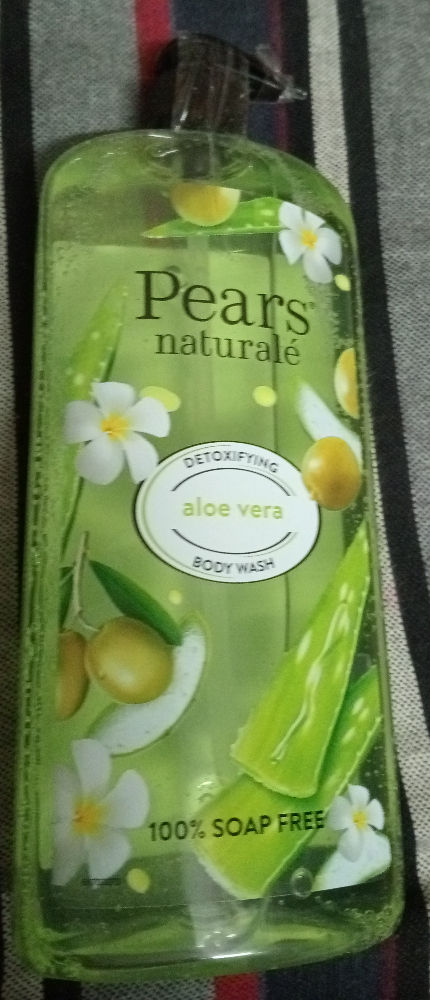 Pears®
naturalé
DETOXIFYING
aloe vera
BODY WASH
100% SOAP FREE